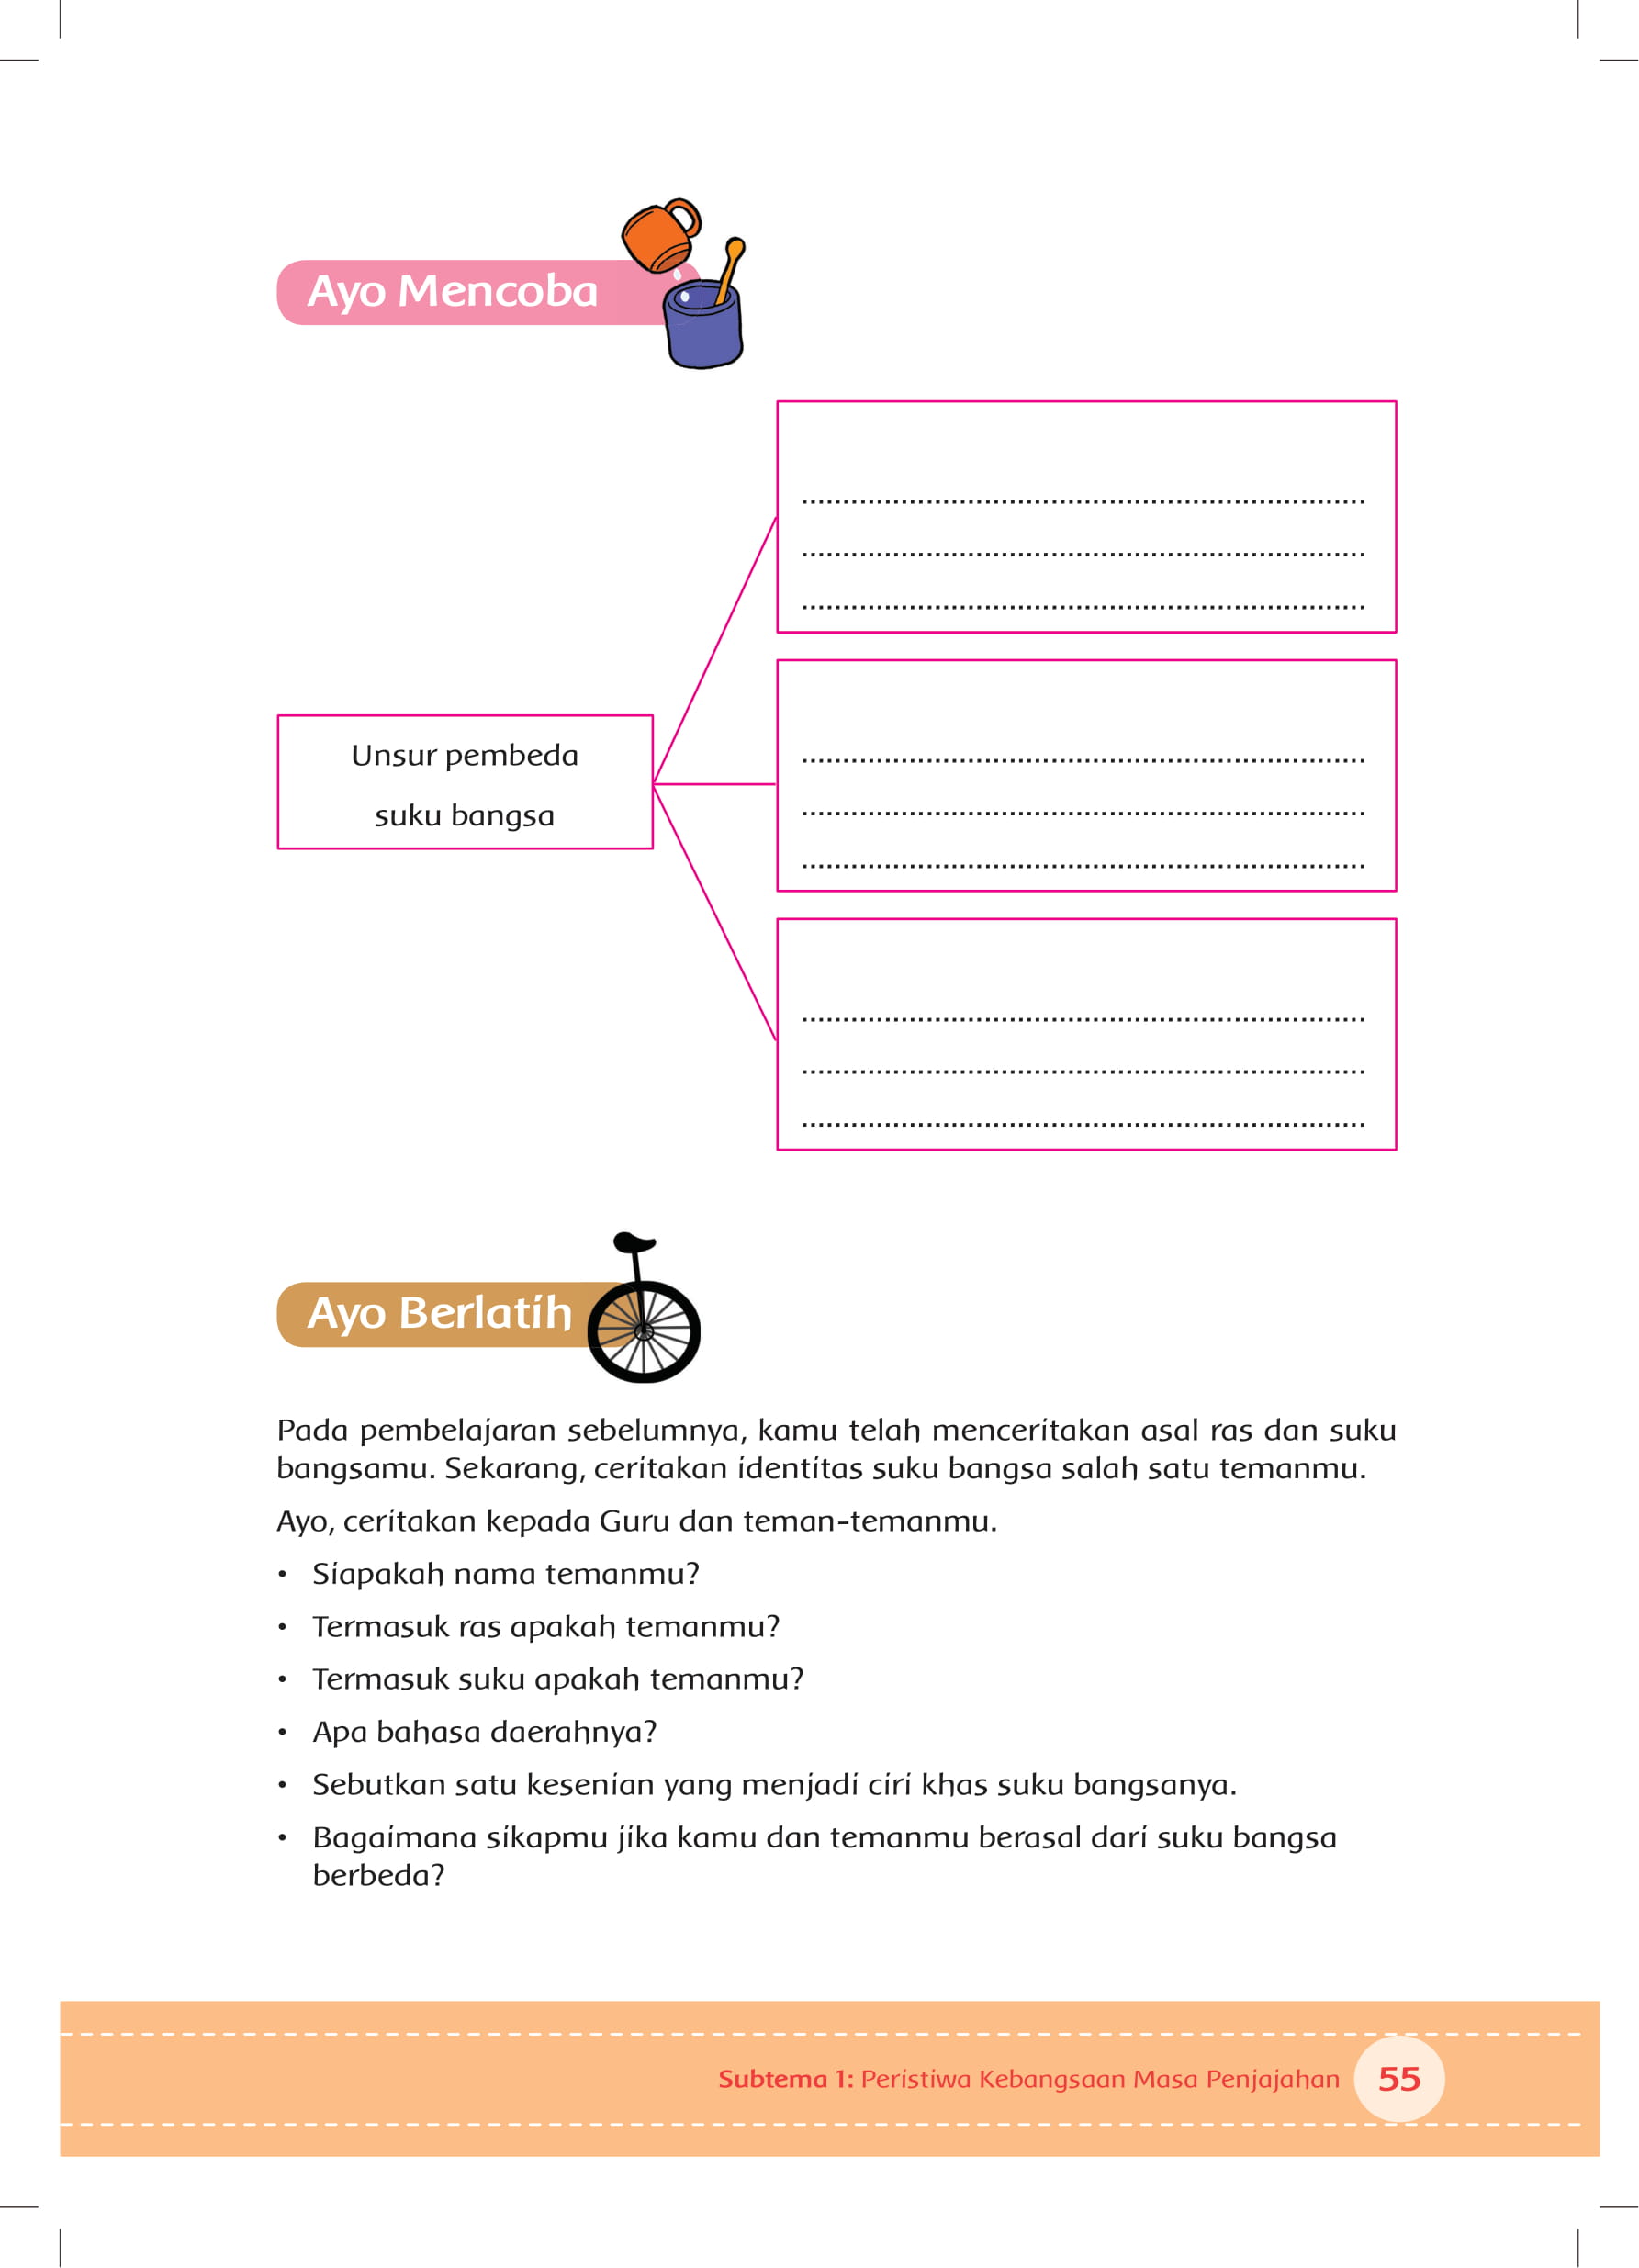 Ayo Mencoba
.....................................................................
.....................................................................
.....................................................................
Unsur pembeda
suku bangsa
.....................................................................
.....................................................................
.....................................................................
.....................................................................
.....................................................................
.....................................................................
Ayo Berlatih
Pada pembelajaran sebelumnya, kamu telah menceritakan asal ras dan suku
bangsamu. Sekarang, ceritakan identitas suku bangsa salah satu temanmu.
Ayo, ceritakan kepada Guru dan teman-temanmu.
• Siapakah nama temanmu?
• Termasuk ras apakah temanmu?
• Termasuk suku apakah temanmu?
• Apa bahasa daerahnya?
• Sebutkan satu kesenian yang menjadi ciri khas suku bangsanya.
• Bagaimana sikapmu jika kamu dan temanmu berasal dari suku bangsa
berbeda?
Subtema 1: Peristiwa Kebangsaan Masa Penjajahan 55